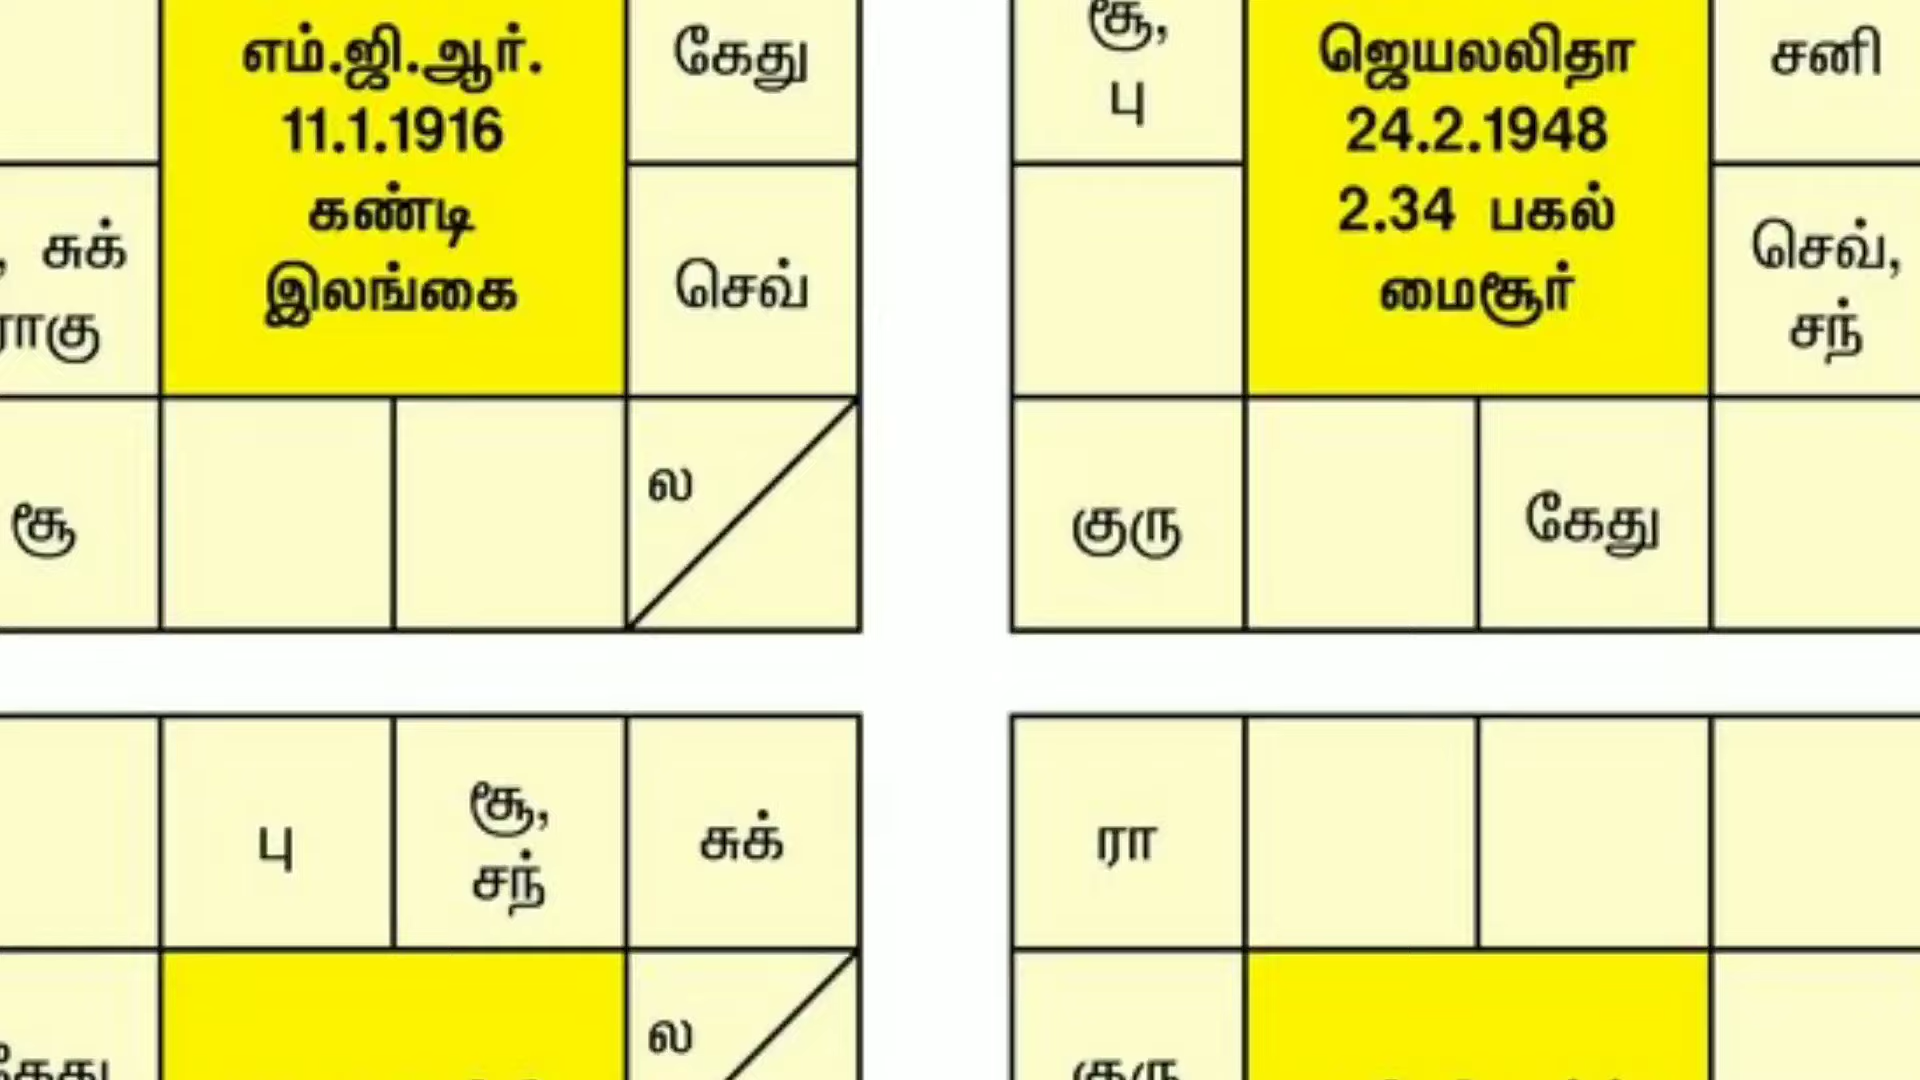 எம்.ஜி.ஆர்.
11.1.1916
கண்டி
இலங்கை
கேது
செவ்
, சுக்
ராகு
சூ
ல
சூ,
பு
ஜெயலலிதா
24.2.1948
2.34 பகல்
மைசூர்
சனி
செவ்,
சந்
குரு
கேது
பு
சூ,
சந்
சுக்
ல
கேது
ரா
குரு